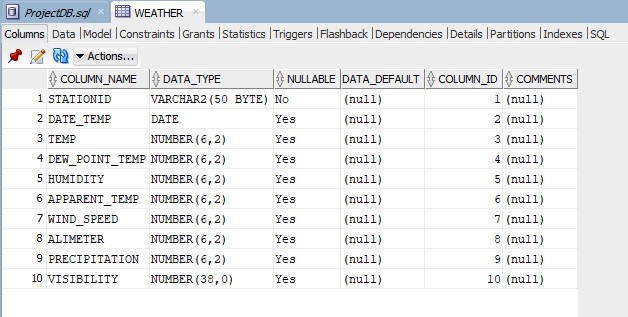 ProjectDB.sql × WEATHER ×
Columns Data Model Constraints Grants Statistics Triggers Flashback Dependencies Details Partitions Indexes SQL
Actions...
COLUMN_NAME DATA_TYPE NULLABLE DATA_DEFAULT COLUMN_ID COMMENTS
1 STATIONID VARCHAR2(50 BYTE) No (null) 1 (null)
2 DATE_TEMP DATE Yes (null) 2 (null)
3 TEMP NUMBER(6,2) Yes (null) 3 (null)
4 DEW_POINT_TEMP NUMBER(6,2) Yes (null) 4 (null)
5 HUMIDITY NUMBER(6,2) Yes (null) 5 (null)
6 APPARENT_TEMP NUMBER(6,2) Yes (null) 6 (null)
7 WIND_SPEED NUMBER(6,2) Yes (null) 7 (null)
8 ALIMETER NUMBER(6,2) Yes (null) 8 (null)
9 PRECIPITATION NUMBER(6,2) Yes (null) 9 (null)
10 VISIBILITY NUMBER(38,0) Yes (null) 10 (null)